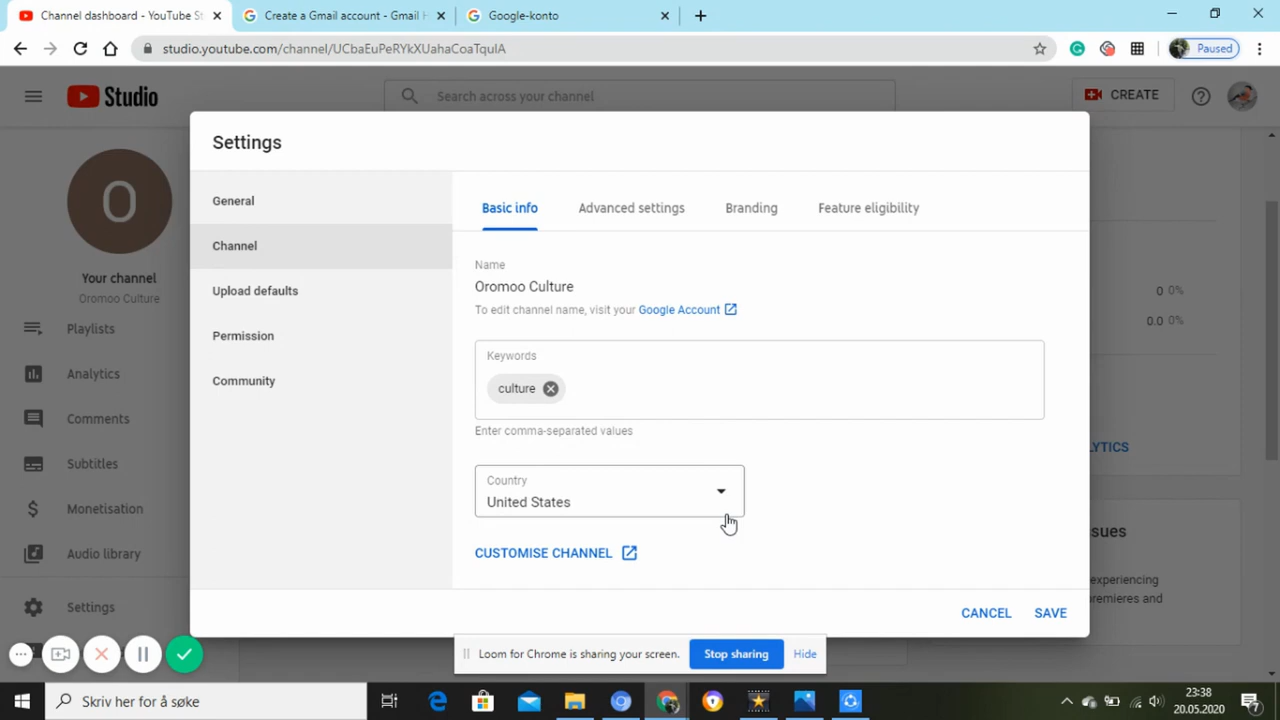 Channel dashboard - YouTube St
Create a Gmail account - Gmail H
Google-konto
studio.youtube.com/channel/UCbaEuPeRYkXUahaCoaTquIA
Paused
Studio
Search across your channel
CREATE
Settings
O
Your channel
Oromoo Culture
Playlists
Analytics
Comments
Subtitles
Monetisation
Audio library
Settings
General
Channel
Upload defaults
Permission
Community
Basic info
Advanced settings
Branding
Feature eligibility
Name
Oromoo Culture
To edit channel name, visit your Google Account
Keywords
culture
Enter comma-separated values
Country
United States
CUSTOMISE CHANNEL
CANCEL
SAVE
0 0%
0.0 0%
LYTICS
sues
experiencing
remieres and
Loom for Chrome is sharing your screen.
Stop sharing
Hide
Skriv her for å søke
23:38
20.05.2020
7